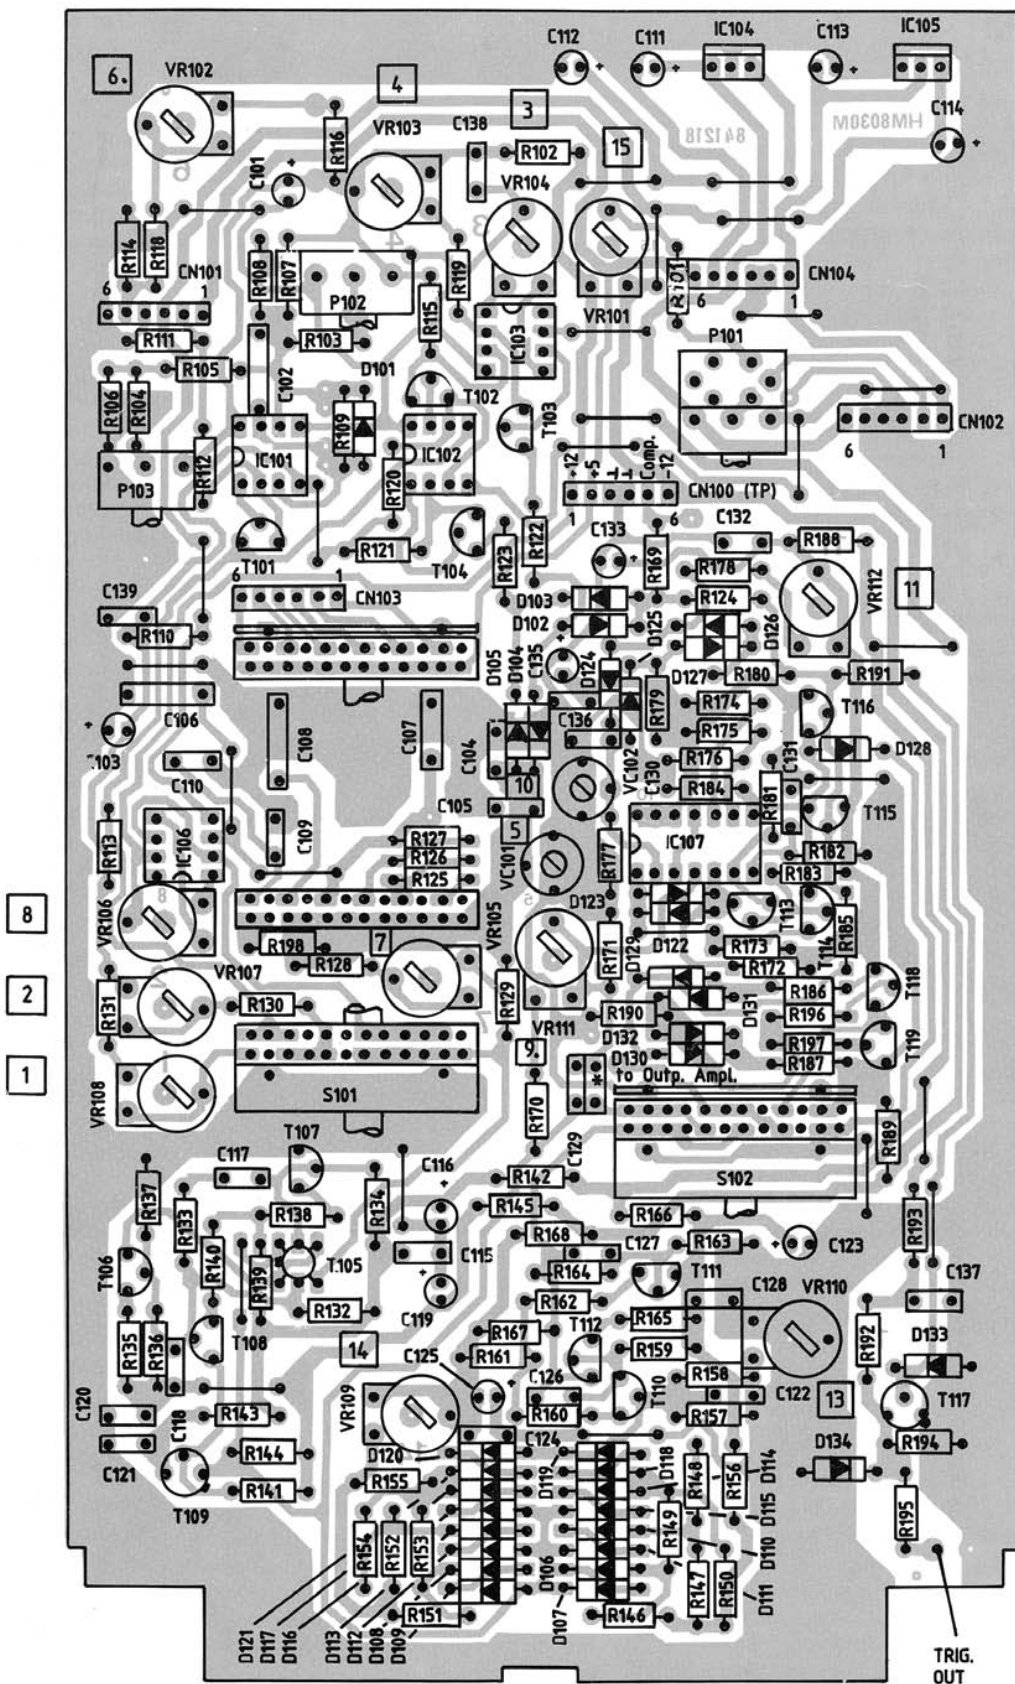 C112
C111
IC104
C113
IC105
6.
VR102
4
VR103
3
C138
R102
15
841218
HM8030M
C114
R116
C101
VR104
R114
R118
CN101
6
1
R108
R107
P102
R119
R115
R101
6
1
CN104
VR101
R111
R103
IC103
P101
R105
C102
D101
T102
R106
R104
R109
T103
R112
IC101
IC102
R120
P103
+12
+5
⊥
⊥
Comp.
-12
CN100 (TP)
1
6
6
1
CN102
T101
R121
T104
R123
R122
C133
R169
C132
R188
R178
R124
VR112
11
6
1
CN103
C139
R110
D103
D102
D125
D126
D105
D104
C135
D124
D127
R180
R191
C106
C108
C107
C104
C136
R179
R174
R175
T116
C110
VC102
C130
R176
R184
C131
D128
10
C105
5
R181
T115
R113
IC106
C109
R127
R126
R125
VC101
R177
IC107
R182
R183
8
VR106
VR105
D123
D122
T113
T114
R185
R198
7
R128
VR107
R171
D129
R173
R172
T118
2
R131
R130
R129
VR111
R190
D131
R186
R196
T119
9.
D132
D130
R197
R187
to Outp. Ampl.
*
1
VR108
S101
R170
S102
R189
T107
C117
C116
C129
R142
R137
R133
R138
R134
R145
R166
R193
R140
R168
R163
C123
T106
R139
T105
C115
C127
R164
T111
C137
R132
C119
R162
C128
VR110
R135
R136
T108
R167
T112
R165
R192
D133
14
R161
R159
C125
C126
R158
T110
C122
13
T117
C120
C118
R143
VR109
R160
R157
R194
C121
R144
D120
C124
D134
T109
R141
R155
D119
D118
R148
R156
D114
R195
R154
R152
R153
R149
D115
D110
D106
R147
R150
D111
R151
D107
R146
D121
D117
D116
D113
D112
D108
D109
TRIG.
OUT